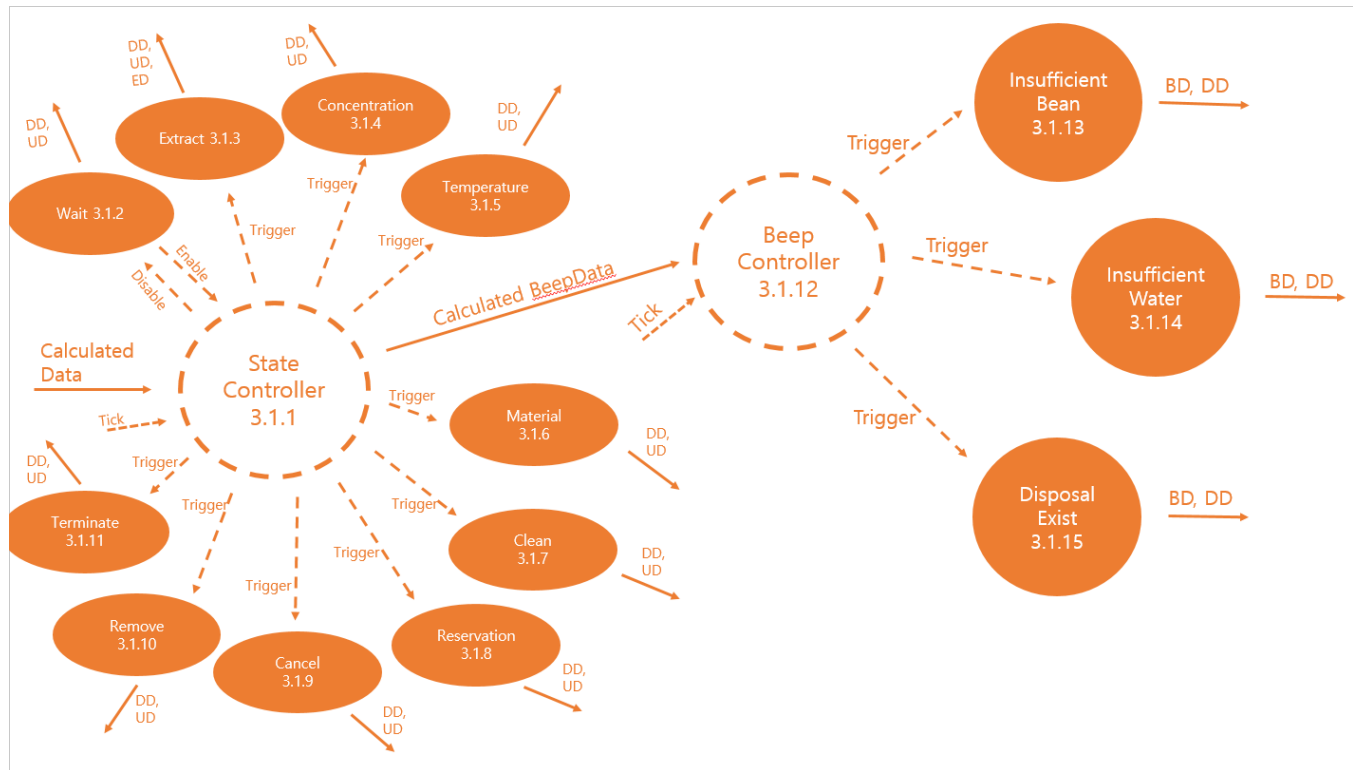 DD,
UD,
ED
DD,
UD
DD,
UD
DD,
UD
Extract 3.1.3
Concentration
3.1.4
Temperature
3.1.5
Wait 3.1.2
Trigger
Trigger
Trigger
Enable
Disable
Calculated
Data
Tick
State
Controller
3.1.1
Calculated BeepData
Tick
Beep
Controller
3.1.12
Trigger
Insufficient
Bean
3.1.13
BD, DD
Trigger
Insufficient
Water
3.1.14
BD, DD
Trigger
Disposal
Exist
3.1.15
BD, DD
Trigger
Material
3.1.6
DD,
UD
Trigger
Clean
3.1.7
DD,
UD
Trigger
Reservation
3.1.8
DD,
UD
Trigger
Cancel
3.1.9
DD,
UD
Trigger
Remove
3.1.10
DD,
UD
Trigger
Terminate
3.1.11
DD,
UD